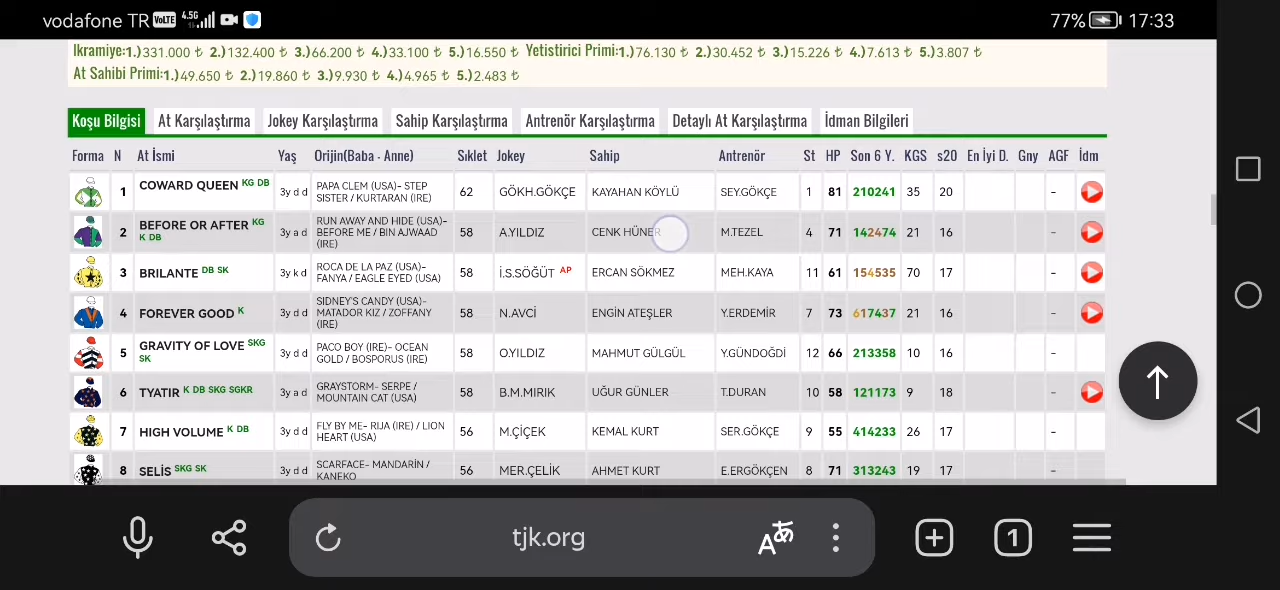 vodafone TR VoLTE 4.5G 77% 17:33
Ikramiye:1.)331.000 ₺ 2.)132.400 ₺ 3.)66.200 ₺ 4.)33.100 ₺ 5.)16.550 ₺ Yetistirici Primi:1.)76.130 ₺ 2.)30.452 ₺ 3.)15.226 ₺ 4.)7.613 ₺ 5.)3.807 ₺
At Sahibi Primi:1.)49.650 ₺ 2.)19.860 ₺ 3.)9.930 ₺ 4.)4.965 ₺ 5.)2.483 ₺
Koşu Bilgisi At Karşılaştırma Jokey Karşılaştırma Sahip Karşılaştırma Antrenör Karşılaştırma Detaylı At Karşılaştırma İdman Bilgileri
Forma N At İsmi Yaş Orijin(Baba - Anne) Sıklet Jokey Sahip Antrenör St HP Son 6 Y. KGS s20 En İyi D. Gny AGF İdm
1 COWARD QUEEN KG DB 3y d d PAPA CLEM (USA)- STEP SISTER / KURTARAN (IRE) 62 GÖKH.GÖKÇE KAYAHAN KÖYLÜ SEY.GÖKÇE 1 81 210241 35 20 -
2 BEFORE OR AFTER KG K DB 3y a d RUN AWAY AND HIDE (USA)- BEFORE ME / BIN AJWAAD (IRE) 58 A.YILDIZ CENK HÜNER M.TEZEL 4 71 142474 21 16 -
3 BRILANTE DB SK 3y k d ROCA DE LA PAZ (USA)- FANYA / EAGLE EYED (USA) 58 İ.S.SÖĞÜT AP ERCAN SÖKMEZ MEH.KAYA 11 61 154535 70 17 -
4 FOREVER GOOD K 3y d d SIDNEY'S CANDY (USA)- MATADOR KIZ / ZOFFANY (IRE) 58 N.AVCİ ENGİN ATEŞLER Y.ERDEMİR 7 73 617437 21 16 -
5 GRAVITY OF LOVE SKG SK 3y d d PACO BOY (IRE)- OCEAN GOLD / BOSPORUS (IRE) 58 O.YILDIZ MAHMUT GÜLGÜL Y.GÜNDOĞDİ 12 66 213358 10 16 -
6 TYATIR K DB SKG SGKR 3y a d GRAYSTORM- SERPE / MOUNTAIN CAT (USA) 58 B.M.MIRIK UĞUR GÜNLER T.DURAN 10 58 121173 9 18 -
7 HIGH VOLUME K DB 3y d d FLY BY ME- RIJA (IRE) / LION HEART (USA) 56 M.ÇİÇEK KEMAL KURT SER.GÖKÇE 9 55 414233 26 17 -
8 SELİS SKG SK 3y d d SCARFACE- MANDARİN / KANEKO 56 MER.ÇELİK AHMET KURT E.ERGÖKÇEN 8 71 313243 19 17 -
tjk.org Aあ 1